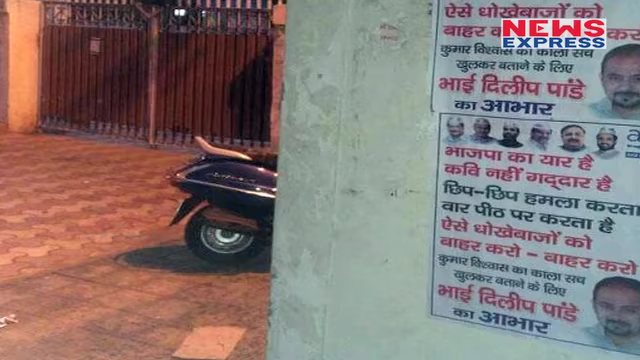 ऐसे धोखेबाजों को
बाहर
NEWS
EXPRESS
कुमार विश्वास का काला सच
खुलकर बताने के लिए
भाई दिलीप पांडे
का आभार
भाजपा का यार है
कवि नहीं गद्दार है
छिप-छिप हमला करता
वार पीठ पर करता है
ऐसे धोखेबाजों को
बाहर करो - बाहर करो
कुमार विश्वास का काला सच
खुलकर बताने के लिए
भाई दिलीप पांडे
का आभार